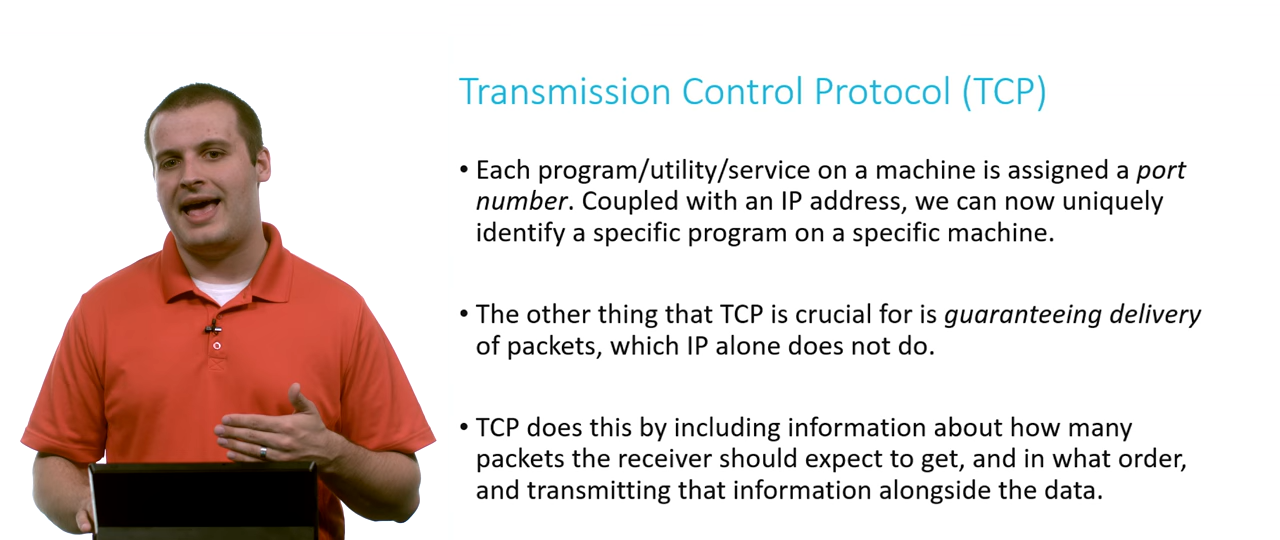 Transmission Control Protocol (TCP)
• Each program/utility/service on a machine is assigned a port
number. Coupled with an IP address, we can now uniquely
identify a specific program on a specific machine.
• The other thing that TCP is crucial for is guaranteeing delivery
of packets, which IP alone does not do.
• TCP does this by including information about how many
packets the receiver should expect to get, and in what order,
and transmitting that information alongside the data.